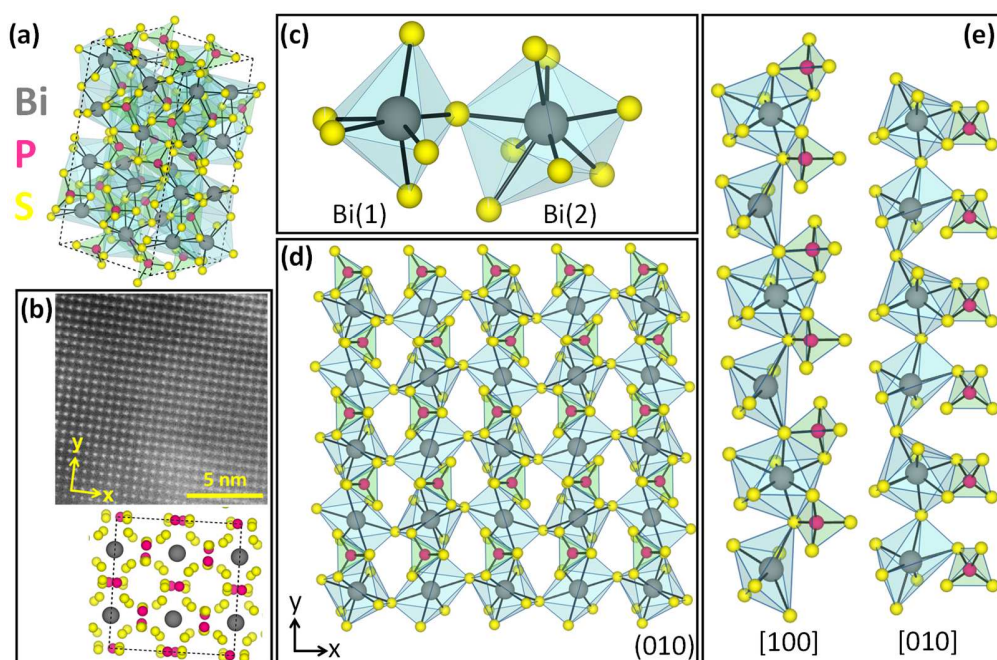 (a)
Bi
P
S
(b)
y
x
5 nm
(c)
Bi(1)
Bi(2)
(d)
y
x
(010)
(e)
[100]
[010]